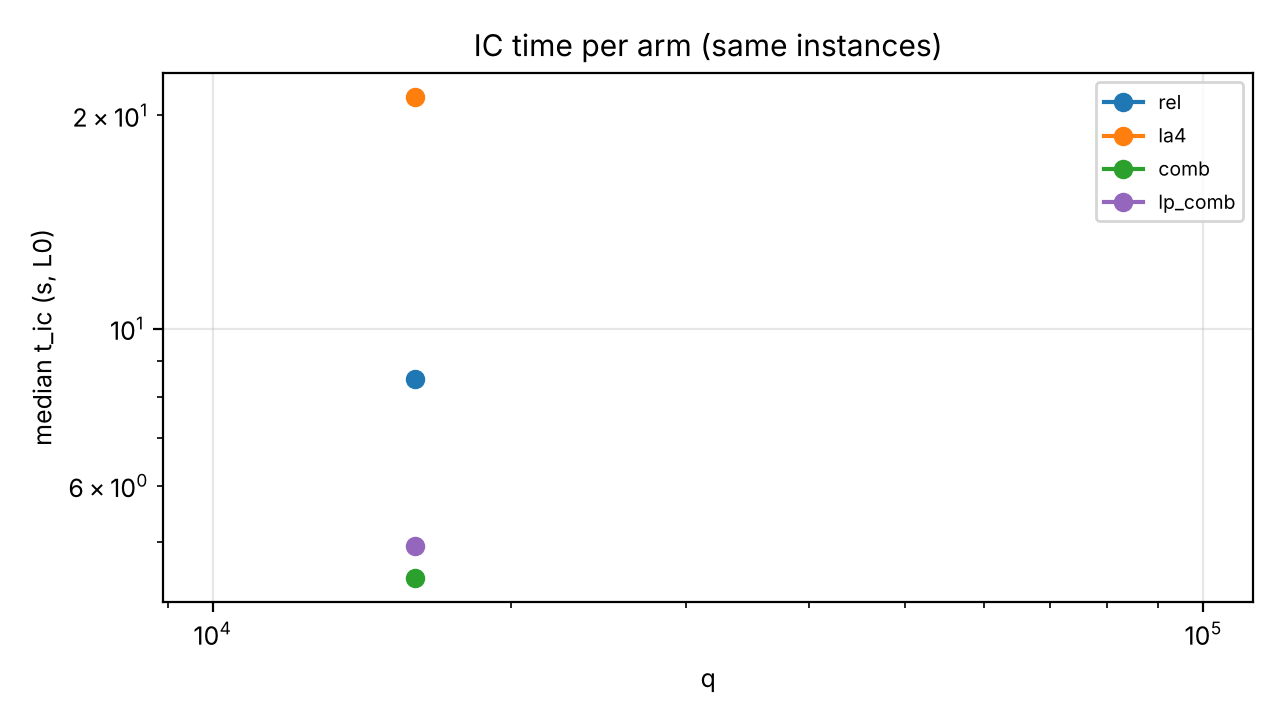 IC time per arm (same instances)
rel
la4
comb
lp_comb
2 × 10¹
10¹
6 × 10⁰
median t_ic (s, L0)
10⁴
10⁵
q